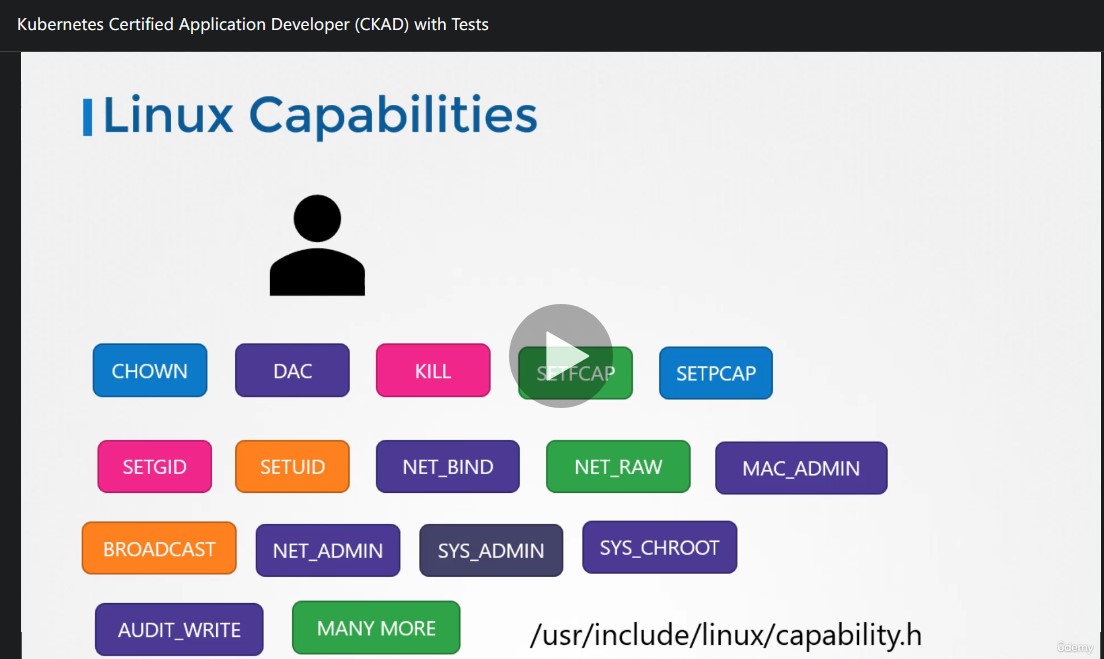 Kubernetes Certified Application Developer (CKAD) with Tests
Linux Capabilities
CHOWN DAC KILL SETFCAP SETPCAP
SETGID SETUID NET_BIND NET_RAW MAC_ADMIN
BROADCAST NET_ADMIN SYS_ADMIN SYS_CHROOT
AUDIT_WRITE MANY MORE /usr/include/linux/capability.h
ûdemy